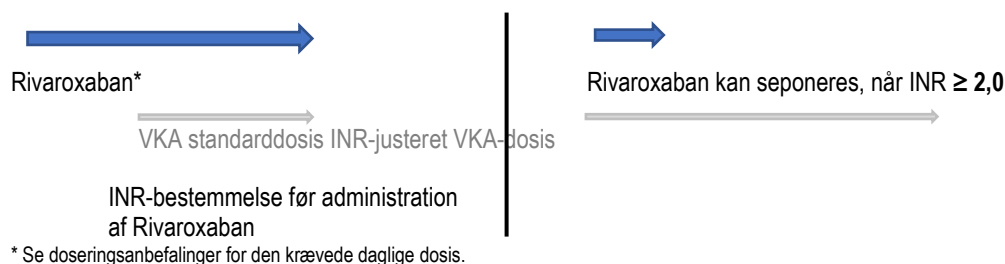 Rivaroxaban*
Rivaroxaban kan seponeres, når INR ≥ 2,0
VKA standarddosis INR-justeret VKA-dosis
INR-bestemmelse før administration
af Rivaroxaban
* Se doseringsanbefalinger for den krævede daglige dosis.